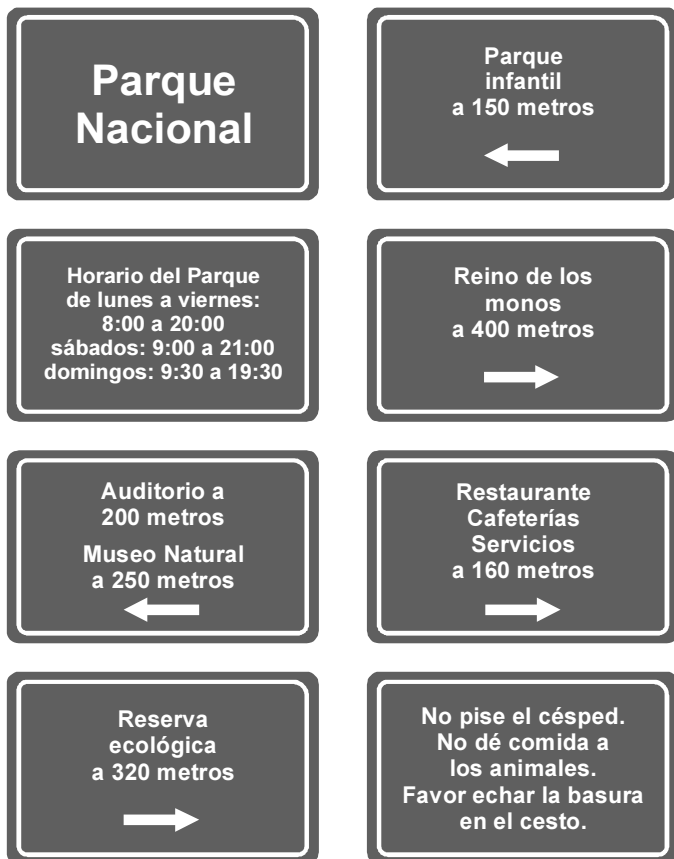 Parque
Nacional
Parque
infantil
a 150 metros
Horario del Parque
de lunes a viernes:
8:00 a 20:00
sábados: 9:00 a 21:00
domingos: 9:30 a 19:30
Reino de los
monos
a 400 metros
Auditorio a
200 metros
Museo Natural
a 250 metros
Restaurante
Cafeterías
Servicios
a 160 metros
Reserva
ecológica
a 320 metros
No pise el césped.
No dé comida a
los animales.
Favor echar la basura
en el cesto.